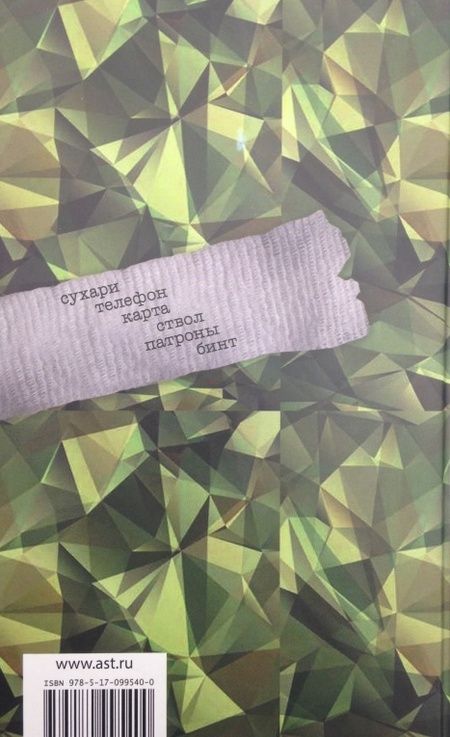 сухари
телефон
карта
ствол
патроны
бинт
www.ast.ru
ISBN 978-5-17-099540-0